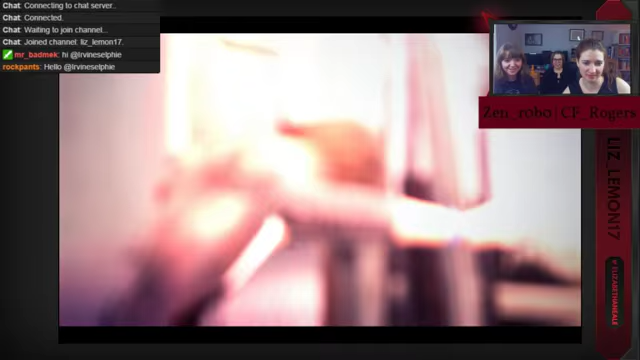 Chat: Connecting to chat server..
Chat: Connected.
Chat: Waiting to join channel...
Chat: Joined channel: liz_lemon17.
mr_badmek: hi @Irvineselphie
rockpants: Hello @Irvineselphie
Zen_robo|CF_Rogers
LIZ_LEMON17